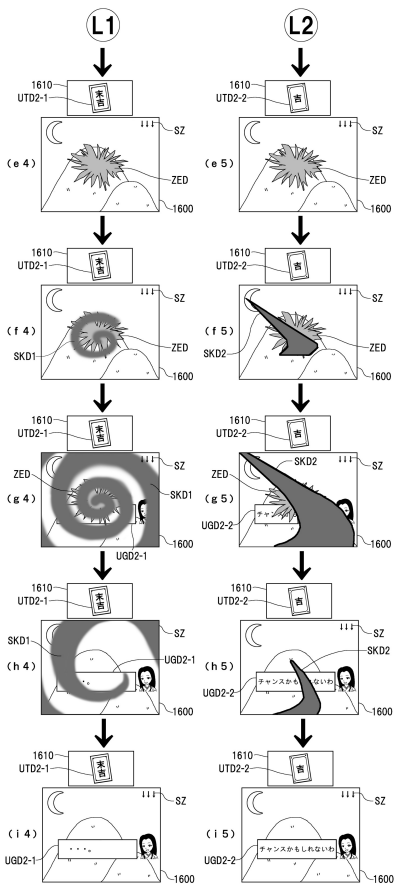 L1
L2
1610
UTD2-1
末吉
SZ
(e4)
ZED
1600
1610
UTD2-2
吉
SZ
(e5)
ZED
1600
1610
UTD2-1
末吉
SZ
(f4)
ZED
SKD1
1600
1610
UTD2-2
吉
SZ
(f5)
SKD2
ZED
1600
1610
UTD2-1
末吉
SZ
ZED
SKD1
(g4)
UGD2-1
1600
1610
UTD2-2
吉
SKD2
SZ
ZED
(g5)
UGD2-2
チャン
1600
1610
UTD2-1
末吉
SKD1
SZ
UGD2-1
(h4)
・・・。
1600
1610
UTD2-2
吉
SZ
SKD2
(h5)
チャンスかもしれないわ
UGD2-2
1600
1610
UTD2-1
末吉
SZ
(i4)
・・・。
UGD2-1
1600
1610
UTD2-2
吉
SZ
(i5)
チャンスかもしれないわ
UGD2-2
1600